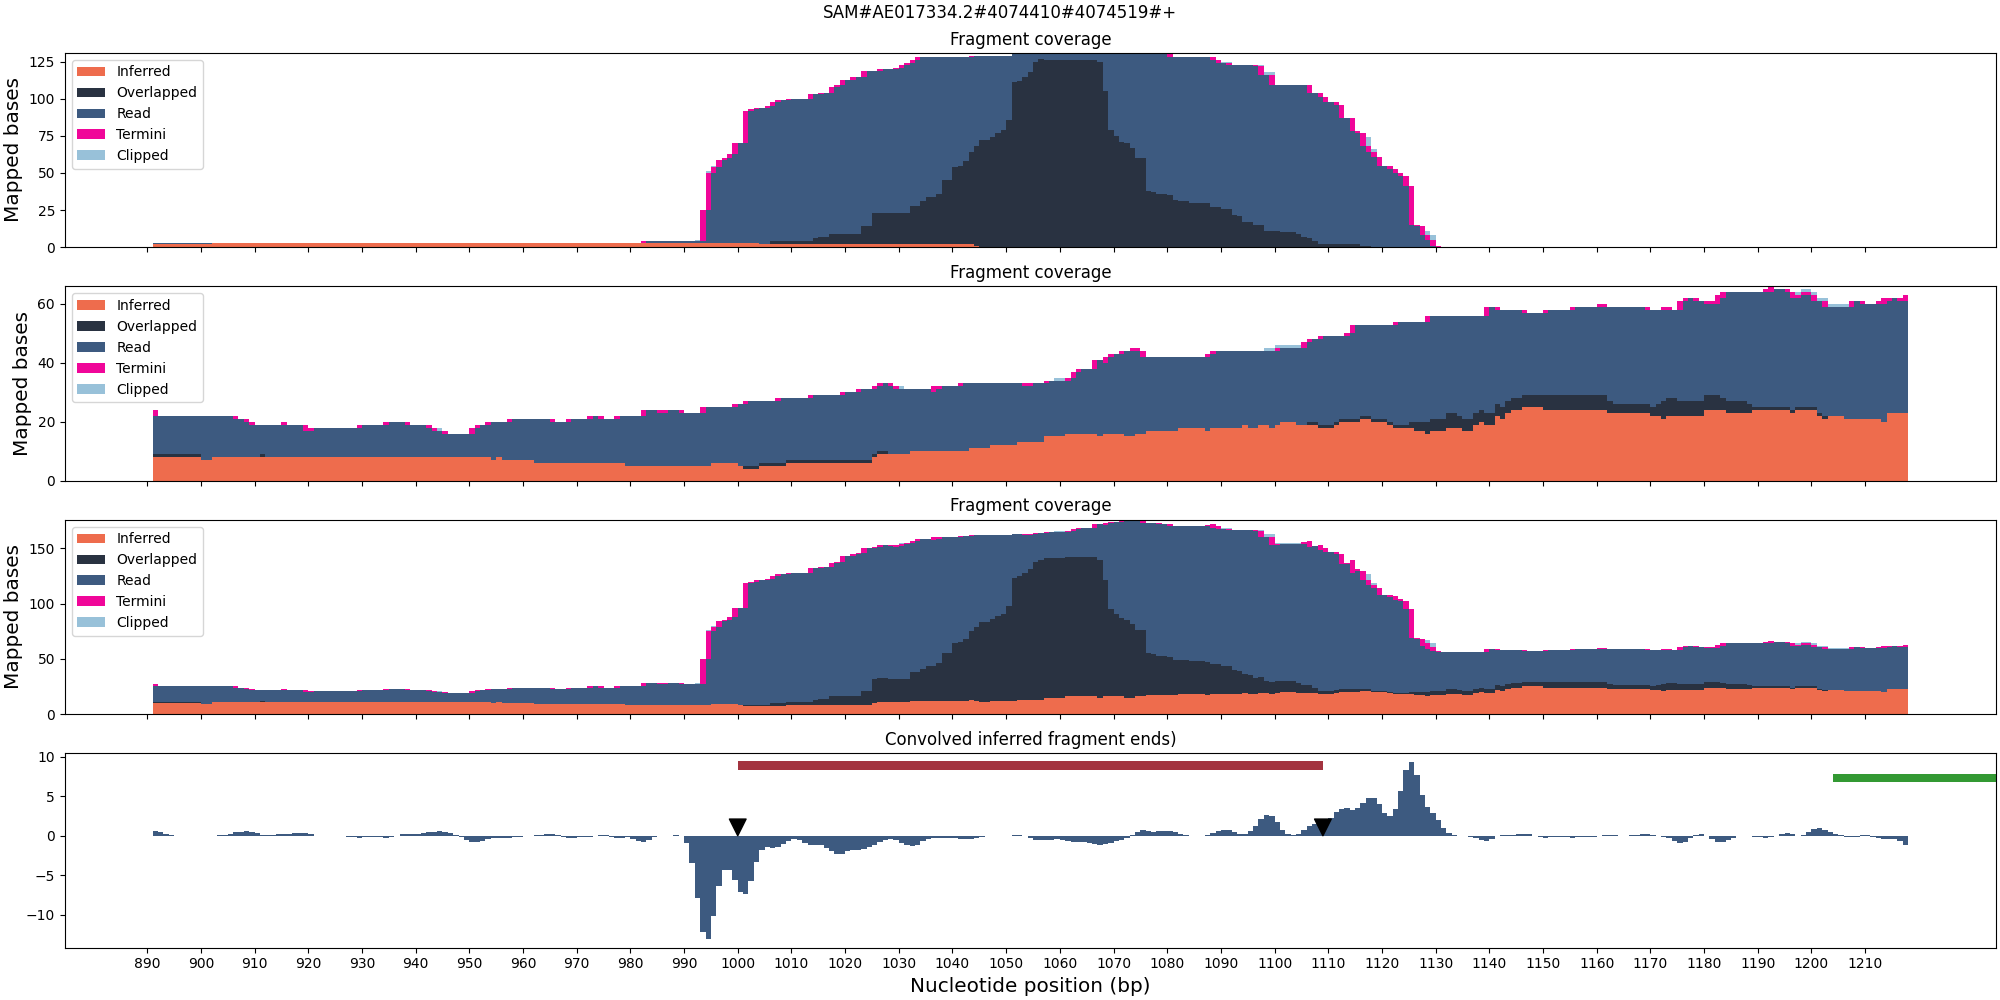 SAM#AE017334.2#4074410#4074519#+
Fragment coverage
Mapped bases
125
100
75
50
25
0
Inferred
Overlapped
Read
Termini
Clipped
Fragment coverage
Mapped bases
60
40
20
0
Inferred
Overlapped
Read
Termini
Clipped
Fragment coverage
Mapped bases
150
100
50
0
Inferred
Overlapped
Read
Termini
Clipped
Convolved inferred fragment ends)
10
5
0
−5
−10
890 900 910 920 930 940 950 960 970 980 990 1000 1010 1020 1030 1040 1050 1060 1070 1080 1090 1100 1110 1120 1130 1140 1150 1160 1170 1180 1190 1200 1210
Nucleotide position (bp)